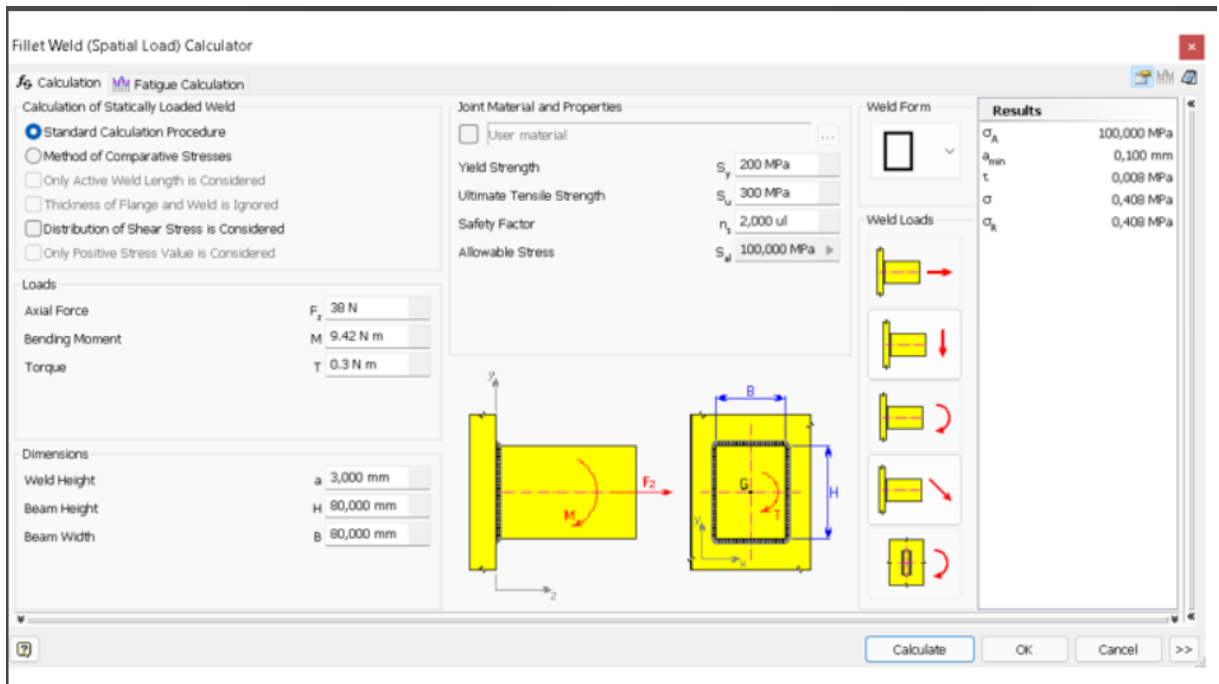 Fillet Weld (Spatial Load) Calculator
Calculation
Fatigue Calculation
Calculation of Statically Loaded Weld
Standard Calculation Procedure
Method of Comparative Stresses
Only Active Weld Length is Considered
Thickness of Flange and Weld is Ignored
Distribution of Shear Stress is Considered
Only Positive Stress Value is Considered
Loads
Axial Force Fz 38 N
Bending Moment M 9.42 N m
Torque T 0.3 N m
Dimensions
Weld Height a 3,000 mm
Beam Height H 80,000 mm
Beam Width B 80,000 mm
Joint Material and Properties
User material ...
Yield Strength Sy 200 MPa
Ultimate Tensile Strength Su 300 MPa
Safety Factor ns 2,000 ul
Allowable Stress Sal 100,000 MPa
y
M
Fz
z
B
G
T
H
y
x
Weld Form
Weld Loads
Results
σA 100,000 MPa
amin 0,100 mm
τ 0,008 MPa
σ 0,408 MPa
σR 0,408 MPa
Calculate
OK
Cancel
>>